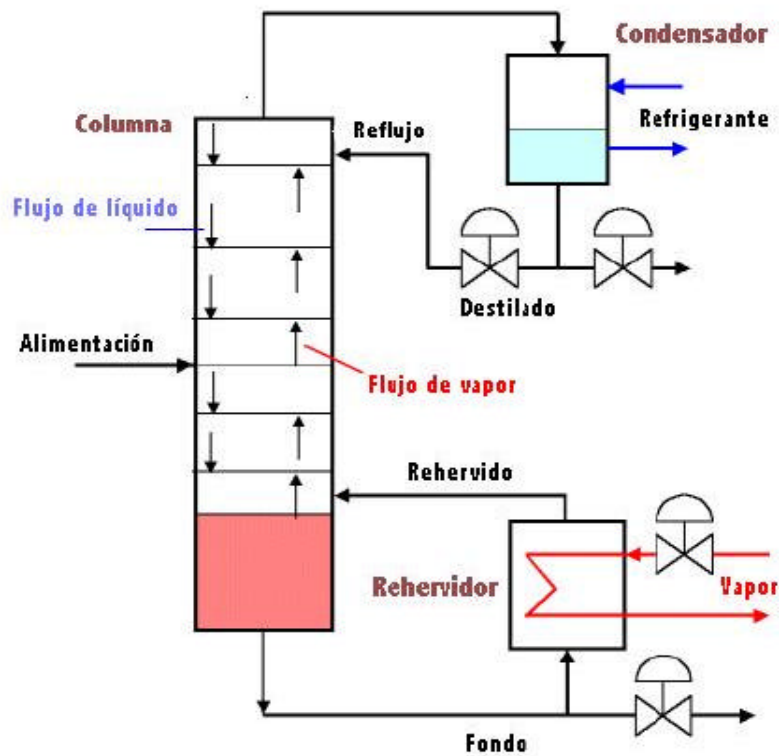 Condensador
Columna
Reflujo
Refrigerante
Flujo de líquido
Destilado
Alimentación
Flujo de vapor
Rehervido
Rehervidor
Vapor
Fondo